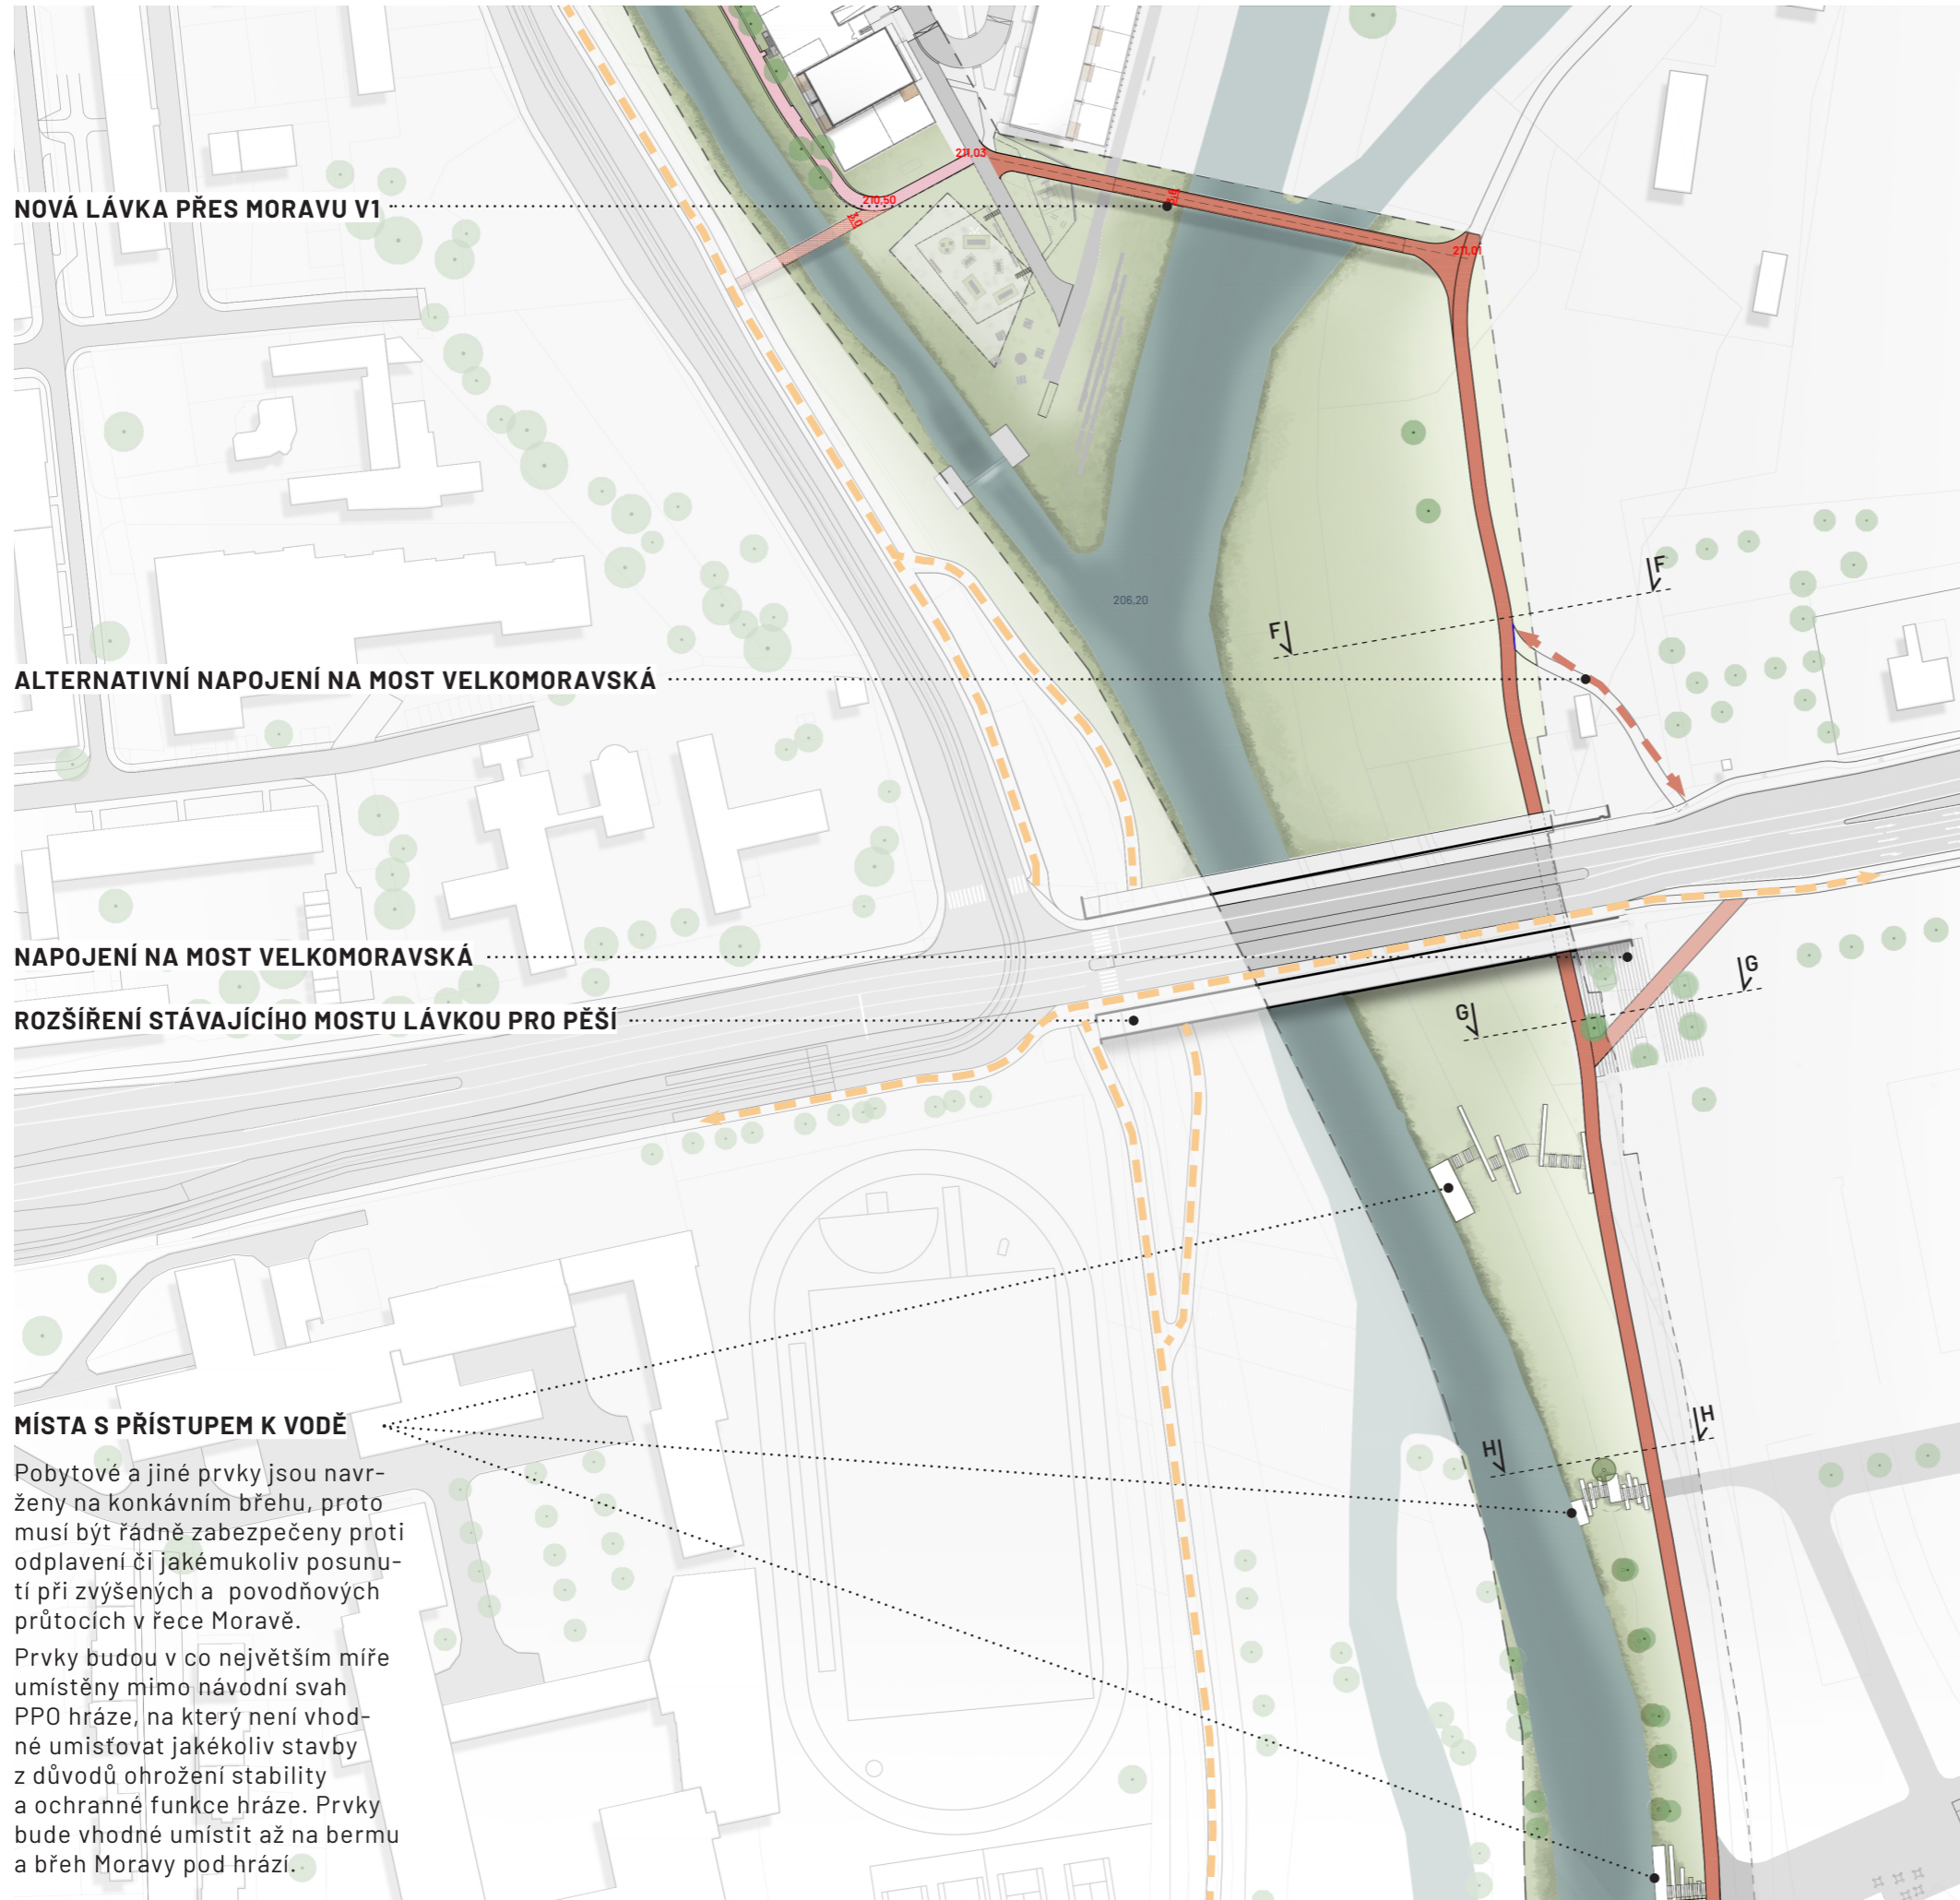 211,03
NOVÁ LÁVKA PŘES MORAVU V1
210,50
3,0
211,01
F
206,20
F
ALTERNATIVNÍ NAPOJENÍ NA MOST VELKOMORAVSKÁ
NAPOJENÍ NA MOST VELKOMORAVSKÁ
G
G
ROZŠÍŘENÍ STÁVAJÍCÍHO MOSTU LÁVKOU PRO PĚŠÍ
H
H
MÍSTA S PŘÍSTUPEM K VODĚ
Pobytové a jiné prvky jsou navr-
ženy na konkávním břehu, proto
musí být řádně zabezpečeny proti
odplavení či jakémukoliv posunu-
tí při zvýšených a povodňových
průtocích v řece Moravě.
Prvky budou v co největším míře
umístěny mimo návodní svah
PPO hráze, na který není vhod-
né umisťovat jakékoliv stavby
z důvodů ohrožení stability
a ochranné funkce hráze. Prvky
bude vhodné umístit až na bermu
a břeh Moravy pod hrází.